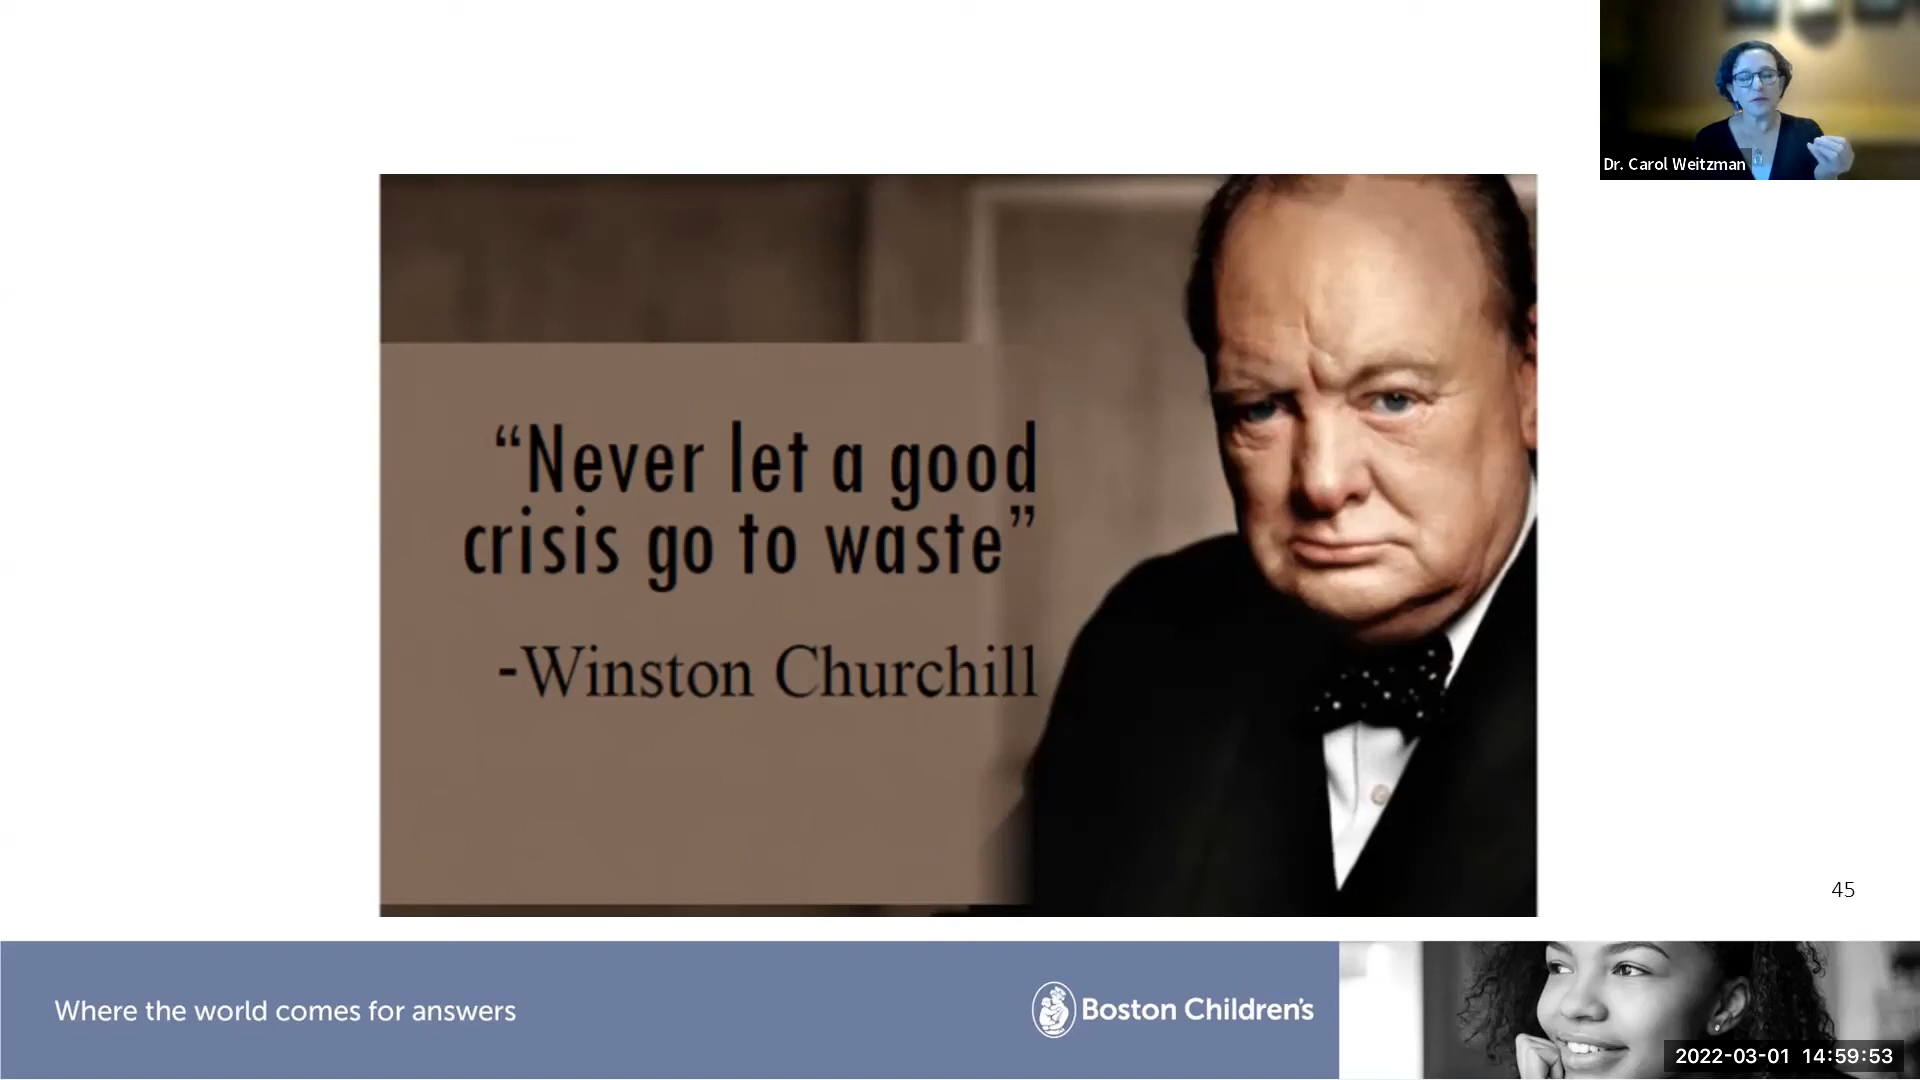 Dr. Carol Weitzman
“Never let a good
crisis go to waste”
-Winston Churchill
45
Where the world comes for answers
Boston Children's
2022-03-01 14:59:53